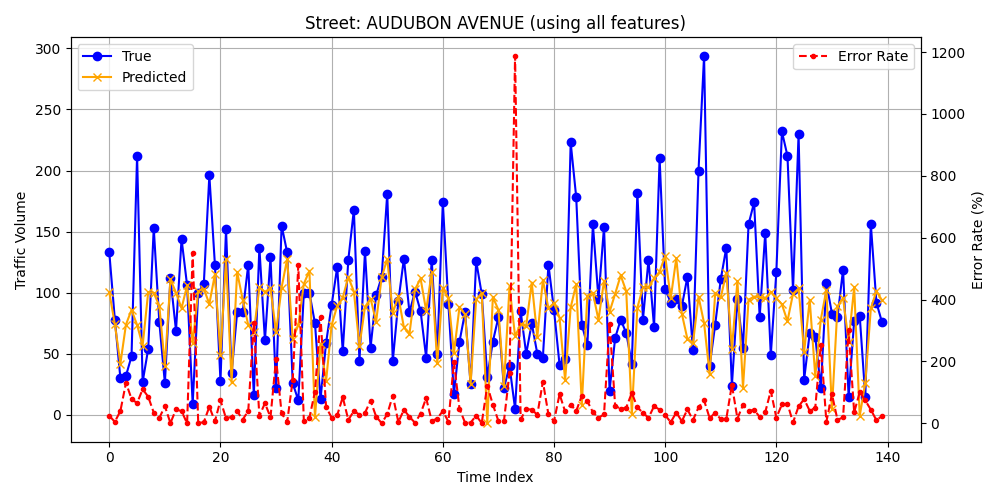 Street: AUDUBON AVENUE (using all features)
True
Predicted
Error Rate
Traffic Volume
300
250
200
150
100
50
0
1200
1000
800
600
400
200
0
Error Rate (%)
0 20 40 60 80 100 120 140
Time Index